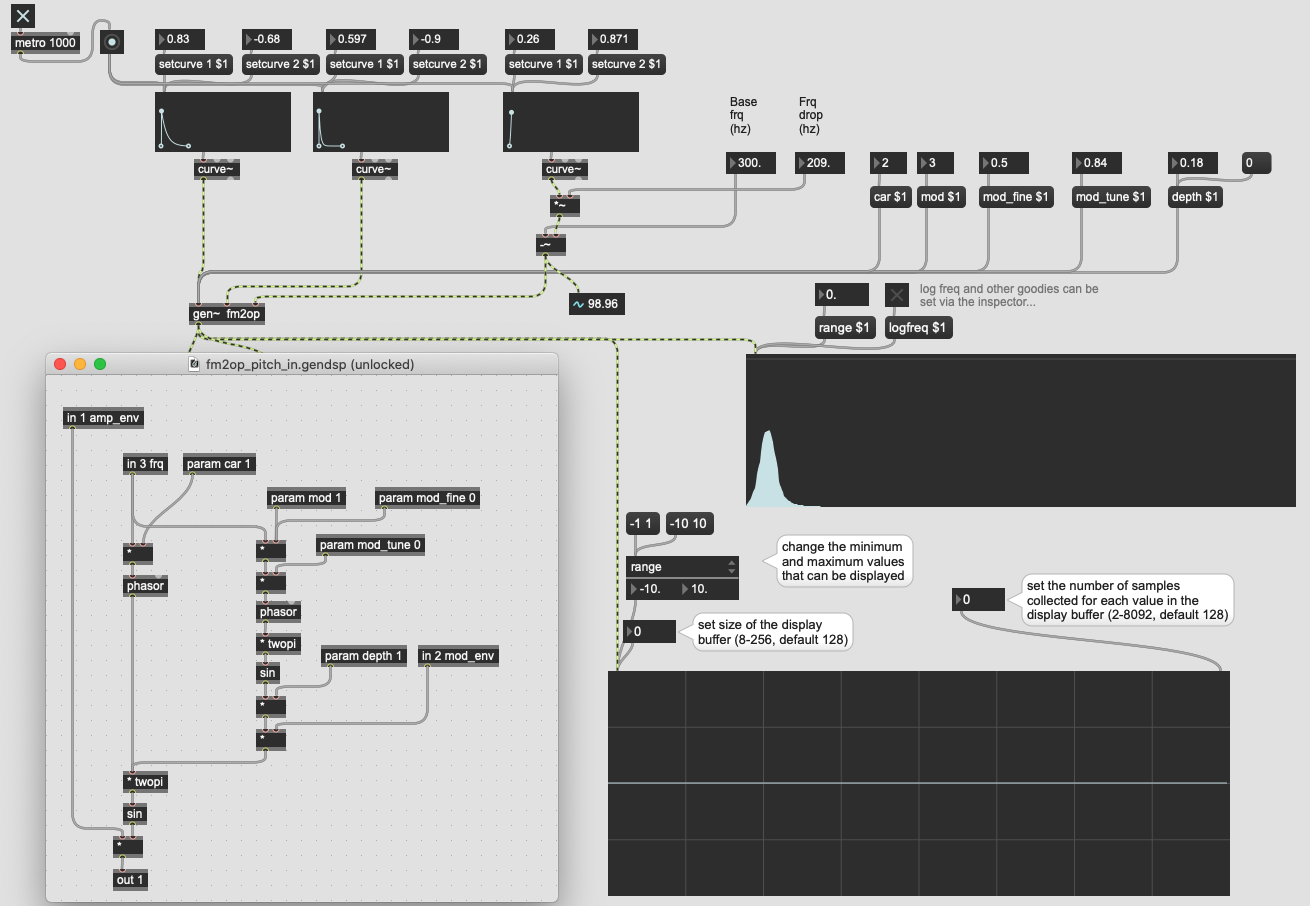 metro 1000
0.83
-0.68
0.597
-0.9
0.26
0.871
setcurve 1 $1
setcurve 2 $1
setcurve 1 $1
setcurve 2 $1
setcurve 1 $1
setcurve 2 $1
Base
frq
(hz)
Frq
drop
(hz)
curve~
curve~
curve~
300.
209.
2
3
0.5
0.84
0.18
0
car $1
mod $1
mod_fine $1
mod_tune $1
depth $1
*~
-~
98.96
gen~ fm2op
0.
log freq and other goodies can be
set via the inspector...
range $1
logfreq $1
fm2op_pitch_in.gendsp (unlocked)
in 1 amp_env
in 3 frq
param car 1
param mod 1
param mod_fine 0
*
*
param mod_tune 0
*
phasor
phasor
* twopi
sin
param depth 1
in 2 mod_env
*
*
* twopi
sin
*
out 1
-1 1
-10 10
range
-10.
10.
change the minimum
and maximum values
that can be displayed
0
set size of the display
buffer (8-256, default 128)
0
set the number of samples
collected for each value in the
display buffer (2-8092, default 128)